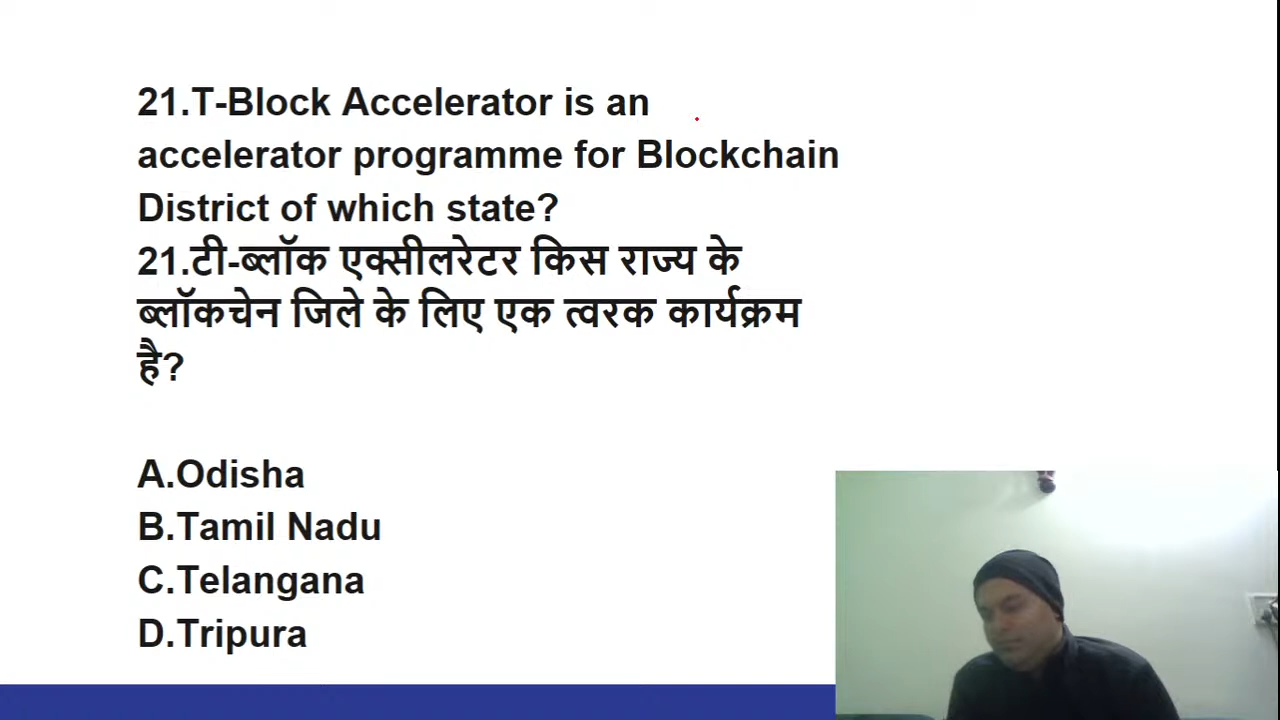 21.T-Block Accelerator is an
accelerator programme for Blockchain
District of which state?
21.टी-ब्लॉक एक्सीलरेटर किस राज्य के
ब्लॉकचेन जिले के लिए एक त्वरक कार्यक्रम
है?
A.Odisha
B.Tamil Nadu
C.Telangana
D.Tripura